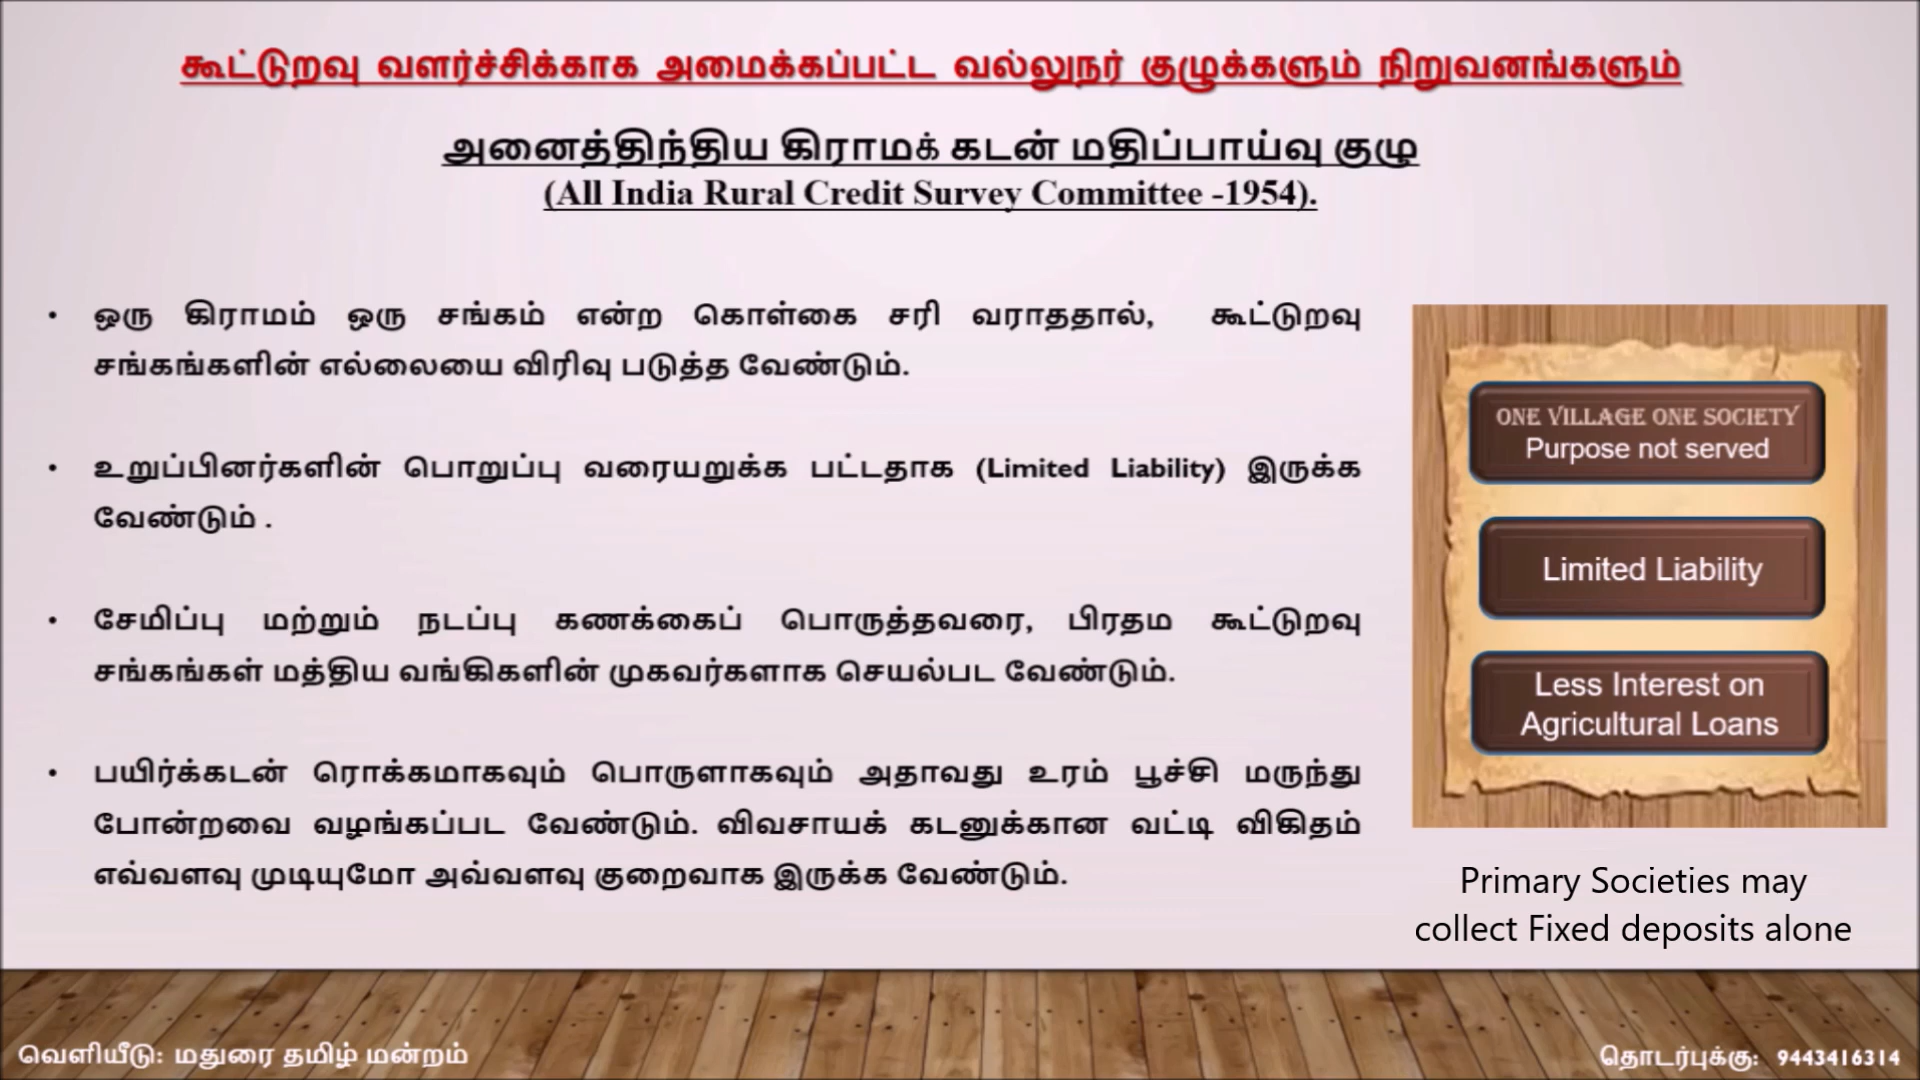 கூட்டுறவு வளர்ச்சிக்காக அமைக்கப்பட்ட வல்லுநர் குழுக்களும் நிறுவனங்களும்
அனைத்திந்திய கிராமக் கடன் மதிப்பாய்வு குழு
(All India Rural Credit Survey Committee -1954).
• ஒரு கிராமம் ஒரு சங்கம் என்ற கொள்கை சரி வராததால், கூட்டுறவு
சங்கங்களின் எல்லையை விரிவு படுத்த வேண்டும்.
• உறுப்பினர்களின் பொறுப்பு வரையறுக்க பட்டதாக (Limited Liability) இருக்க
வேண்டும் .
• சேமிப்பு மற்றும் நடப்பு கணக்கைப் பொருத்தவரை, பிரதம கூட்டுறவு
சங்கங்கள் மத்திய வங்கிகளின் முகவர்களாக செயல்பட வேண்டும்.
• பயிர்க்கடன் ரொக்கமாகவும் பொருளாகவும் அதாவது உரம் பூச்சி மருந்து
போன்றவை வழங்கப்பட வேண்டும். விவசாயக் கடனுக்கான வட்டி விகிதம்
எவ்வளவு முடியுமோ அவ்வளவு குறைவாக இருக்க வேண்டும்.
ONE VILLAGE ONE SOCIETY
Purpose not served
Limited Liability
Less Interest on
Agricultural Loans
Primary Societies may
collect Fixed deposits alone
வெளியீடு: மதுரை தமிழ் மன்றம்
தொடர்புக்கு: 9443416314